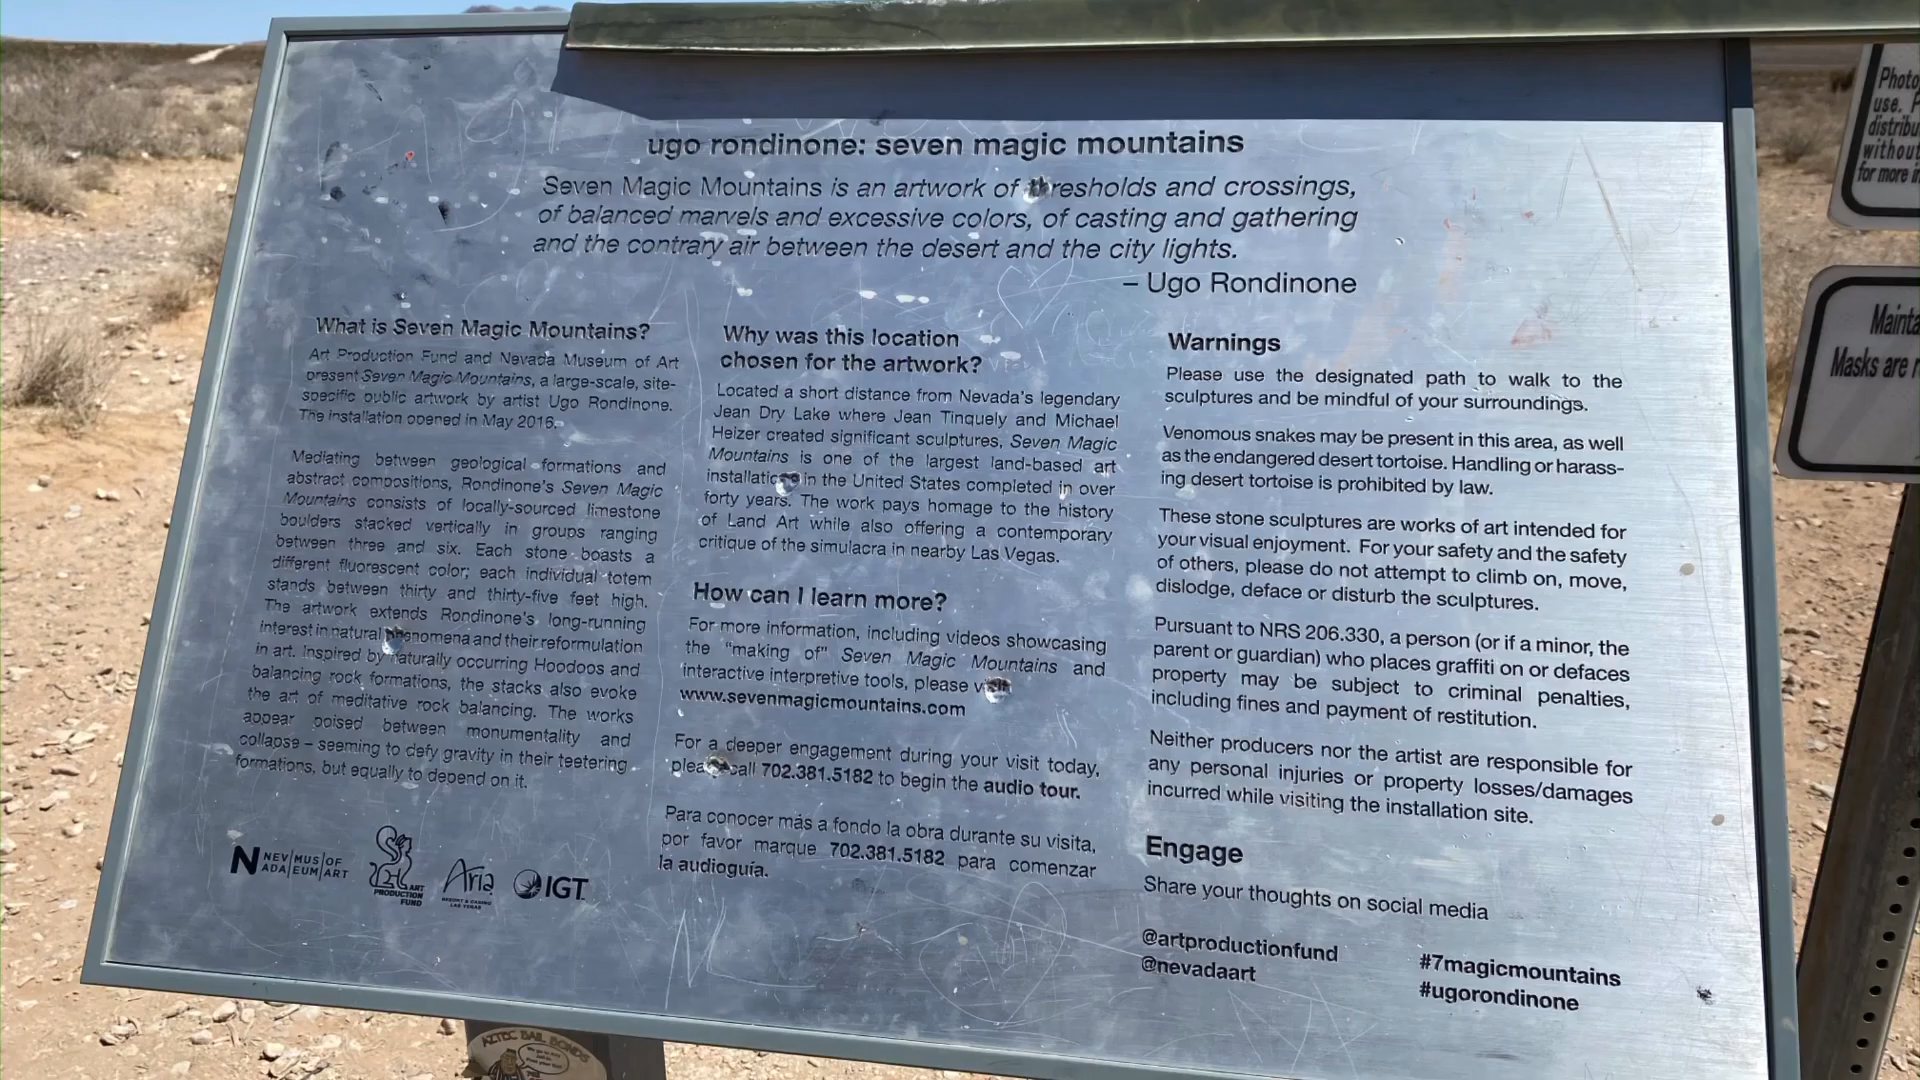 ugo rondinone: seven magic mountains
Seven Magic Mountains is an artwork of thresholds and crossings,
of balanced marvels and excessive colors, of casting and gathering
and the contrary air between the desert and the city lights.
– Ugo Rondinone
What is Seven Magic Mountains?
Art Production Fund and Nevada Museum of Art
present Seven Magic Mountains, a large-scale, site-
specific public artwork by artist Ugo Rondinone.
The installation opened in May 2016.
Mediating between geological formations and
abstract compositions, Rondinone's Seven Magic
Mountains consists of locally-sourced limestone
boulders stacked vertically in groups ranging
between three and six. Each stone boasts a
different fluorescent color; each individual totem
stands between thirty and thirty-five feet high.
The artwork extends Rondinone's long-running
interest in natural phenomena and their reformulation
in art. Inspired by naturally occurring Hoodoos and
balancing rock formations, the stacks also evoke
the art of meditative rock balancing. The works
appear poised between monumentality and
collapse – seeming to defy gravity in their teetering
formations, but equally to depend on it.
NEV|MUS|OF
N ADA|EUM|ART
ART
PRODUCTION
FUND
Aria
RESORT & CASINO
LAS VEGAS
IGT
Why was this location
chosen for the artwork?
Located a short distance from Nevada's legendary
Jean Dry Lake where Jean Tinquely and Michael
Heizer created significant sculptures, Seven Magic
Mountains is one of the largest land-based art
installations in the United States completed in over
forty years. The work pays homage to the history
of Land Art while also offering a contemporary
critique of the simulacra in nearby Las Vegas.
How can I learn more?
For more information, including videos showcasing
the "making of" Seven Magic Mountains and
interactive interpretive tools, please visit
www.sevenmagicmountains.com
For a deeper engagement during your visit today,
please call 702.381.5182 to begin the audio tour.
Para conocer más a fondo la obra durante su visita,
por favor marque 702.381.5182 para comenzar
la audioguía.
Warnings
Please use the designated path to walk to the
sculptures and be mindful of your surroundings.
Venomous snakes may be present in this area, as well
as the endangered desert tortoise. Handling or harass-
ing desert tortoise is prohibited by law.
These stone sculptures are works of art intended for
your visual enjoyment. For your safety and the safety
of others, please do not attempt to climb on, move,
dislodge, deface or disturb the sculptures.
Pursuant to NRS 206.330, a person (or if a minor, the
parent or guardian) who places graffiti on or defaces
property may be subject to criminal penalties,
including fines and payment of restitution.
Neither producers nor the artist are responsible for
any personal injuries or property losses/damages
incurred while visiting the installation site.
Engage
Share your thoughts on social media
@artproductionfund
@nevadaart
#7magicmountains
#ugorondinone
Photo
use. P
distribu
without
for more in
Mainta
Masks are r
AZTEC BAIL BONDS